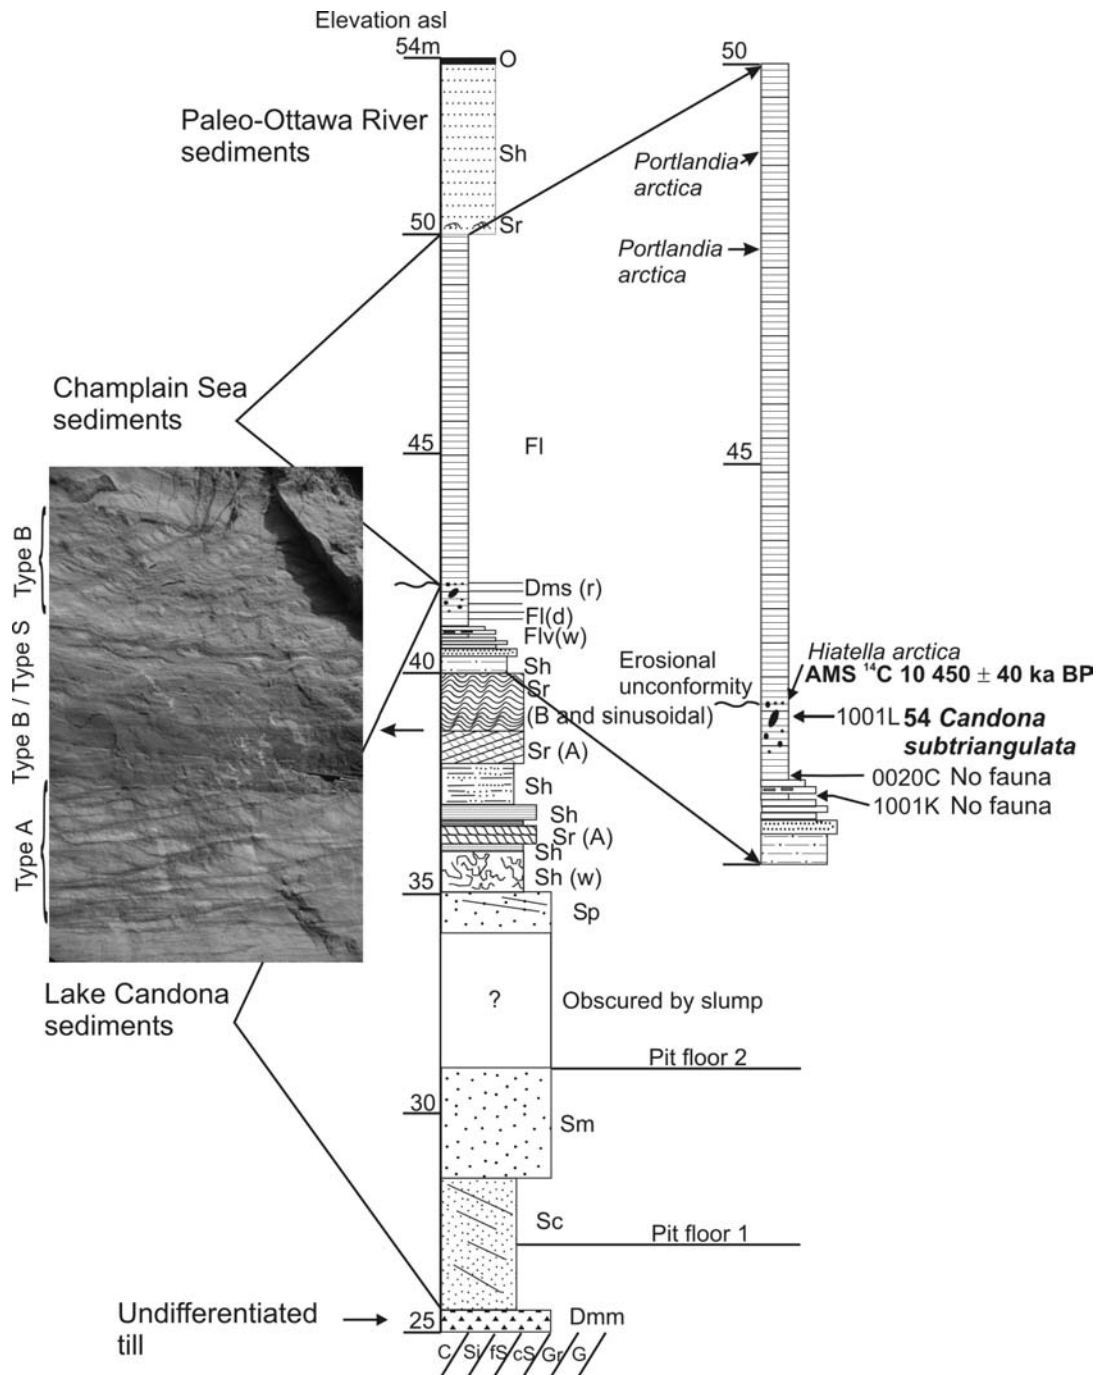 Elevation asl
54m
O
50
Paleo-Ottawa River
sediments
Sh
Portlandia
arctica
50
Sr
Portlandia
arctica
Champlain Sea
sediments
45
Fl
45
Type B
Type B / Type S
Type A
Dms (r)
Fl(d)
Flv(w)
Sh
40
Sr
(B and sinusoidal)
Sr (A)
Sh
Sh
Sr (A)
Sh
Sh (w)
35
Sp
Hiatella arctica
AMS ¹⁴C 10 450 ± 40 ka BP
Erosional
unconformity
1001L 54 Candona
subtriangulata
0020C No fauna
1001K No fauna
Lake Candona
sediments
?
Obscured by slump
Pit floor 2
30
Sm
Sc
Pit floor 1
Undifferentiated
till
25
Dmm
C Si fS cS Gr G